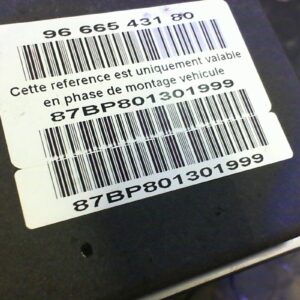 96 665 431 80
Cette reference est uniquement valable
en phase de montage vehicule
87BP801301999
87BP801301999